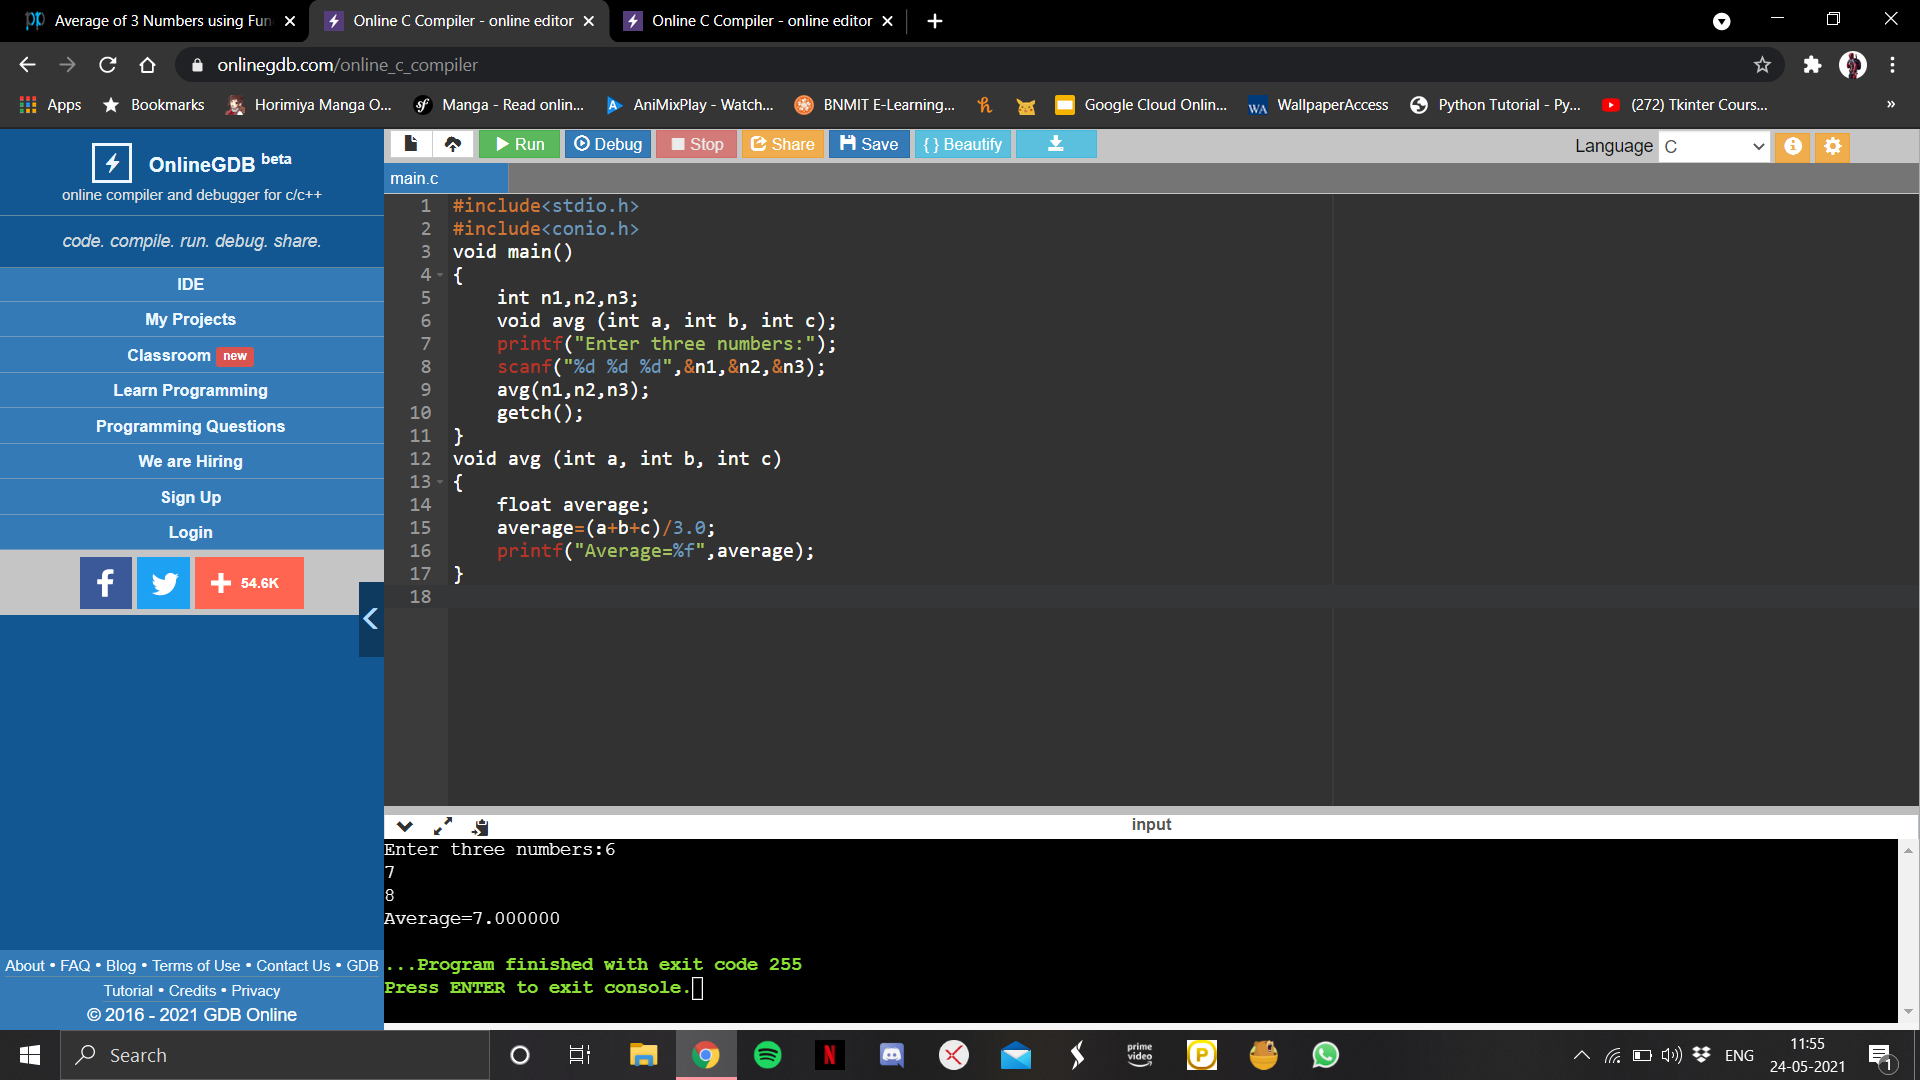 Average of 3 Numbers using Fun
Online C Compiler - online editor
Online C Compiler - online editor
onlinegdb.com/online_c_compiler
Apps
Bookmarks
Horimiya Manga O...
Manga - Read onlin...
AniMixPlay - Watch...
BNMIT E-Learning...
Google Cloud Onlin...
WallpaperAccess
Python Tutorial - Py...
(272) Tkinter Cours...
»
OnlineGDB beta
online compiler and debugger for c/c++
code. compile. run. debug. share.
IDE
My Projects
Classroom new
Learn Programming
Programming Questions
We are Hiring
Sign Up
Login
54.6K
About • FAQ • Blog • Terms of Use • Contact Us • GDB
Tutorial • Credits • Privacy
© 2016 - 2021 GDB Online
Run
Debug
Stop
Share
Save
{ } Beautify
Language C
main.c
1 #include<stdio.h>
2 #include<conio.h>
3 void main()
4 {
5 int n1,n2,n3;
6 void avg (int a, int b, int c);
7 printf("Enter three numbers:");
8 scanf("%d %d %d",&n1,&n2,&n3);
9 avg(n1,n2,n3);
10 getch();
11 }
12 void avg (int a, int b, int c)
13 {
14 float average;
15 average=(a+b+c)/3.0;
16 printf("Average=%f",average);
17 }
18
input
Enter three numbers:6
7
8
Average=7.000000
...Program finished with exit code 255
Press ENTER to exit console.
Search
prime video
ENG
11:55
24-05-2021
1